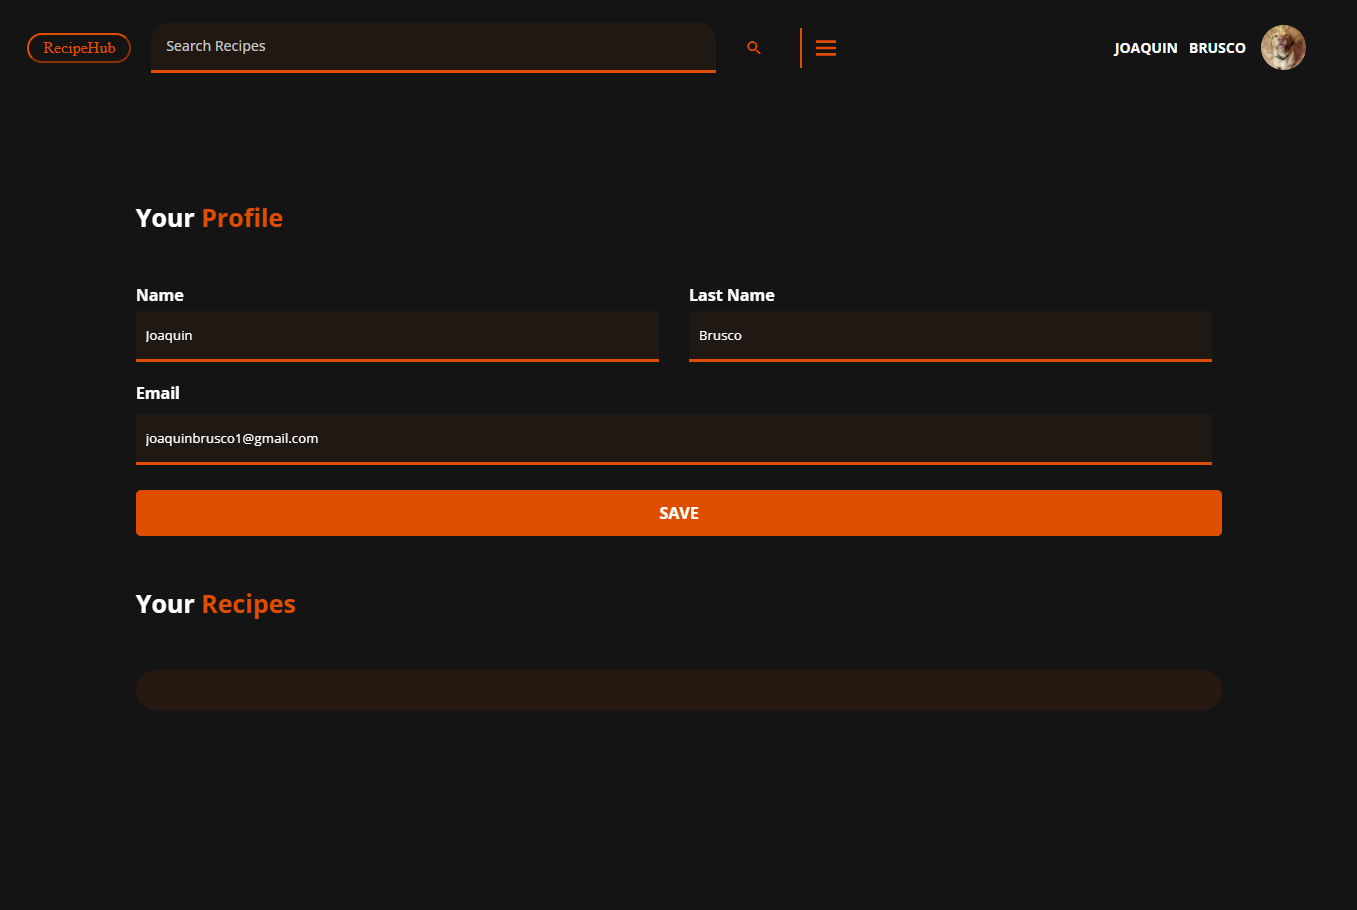 RecipeHub
Search Recipes
JOAQUIN BRUSCO
Your Profile
Name
Last Name
Joaquin
Brusco
Email
joaquinbrusco1@gmail.com
SAVE
Your Recipes